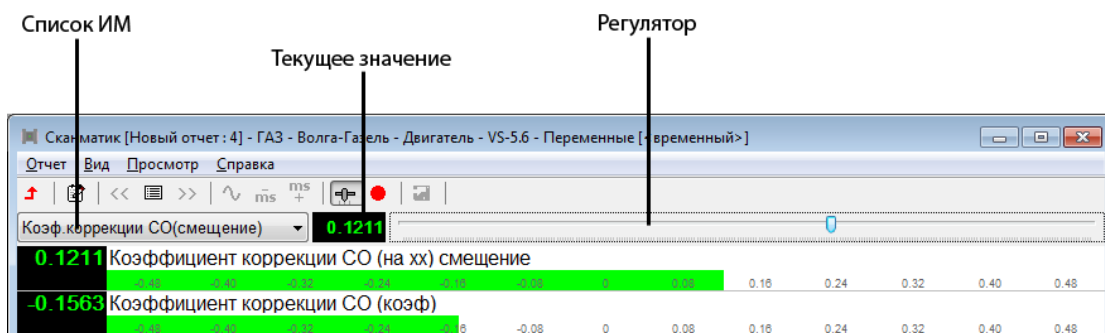 Список ИМ
Регулятор
Текущее значение
Сканматик [Новый отчет : 4] - ГАЗ - Волга-Газель - Двигатель - VS-5.6 - Переменные [<временный>]
Отчет Вид Просмотр Справка
<< >> ms ms +
Коэф.коррекции СО(смещение) 0.1211
0.1211 Коэффициент коррекции СО (на хх) смещение
-0.48 -0.40 -0.32 -0.24 -0.16 -0.08 0 0.08 0.16 0.24 0.32 0.40 0.48
-0.1563 Коэффициент коррекции СО (коэф)
-0.48 -0.40 -0.32 -0.24 -0.16 -0.08 0 0.08 0.16 0.24 0.32 0.40 0.48